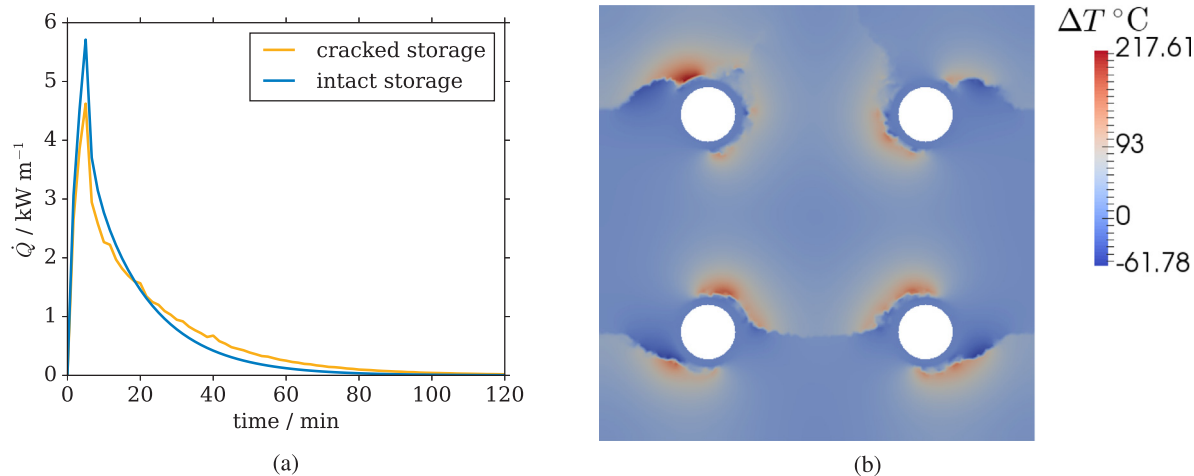 6
5
4
3
2
1
0
Q̇ / kW m⁻¹
cracked storage
intact storage
0 20 40 60 80 100 120
time / min
(a)
ΔT °C
217.61
93
0
-61.78
(b)